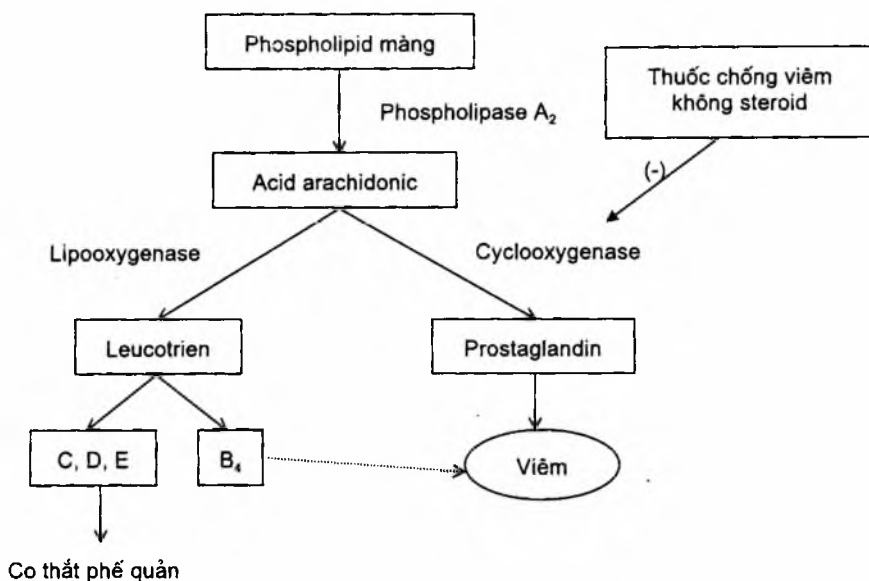 Phospholipid màng
Thuốc chống viêm
không steroid
Phospholipase A₂
(-)
Acid arachidonic
Lipooxygenase
Cyclooxygenase
Leucotrien
Prostaglandin
C, D, E
B₄
Viêm
Co thắt phế quản